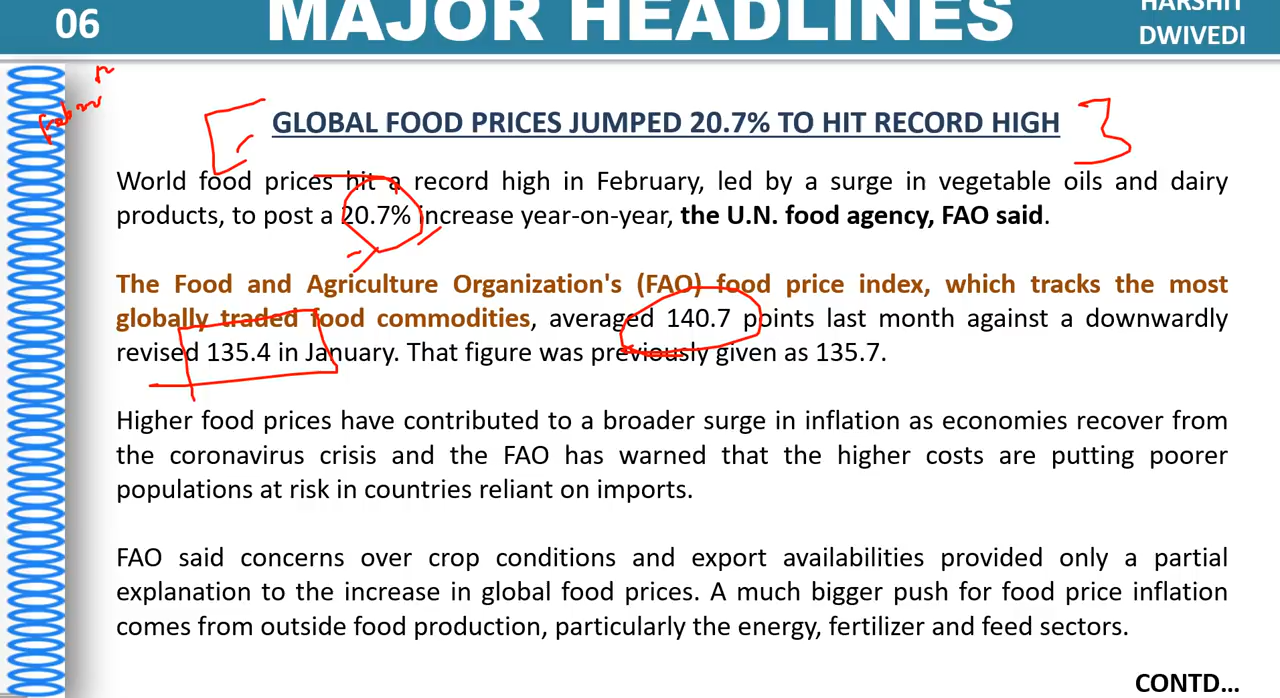 06
MAJOR HEADLINES
HARSHIT
DWIVEDI
GLOBAL FOOD PRICES JUMPED 20.7% TO HIT RECORD HIGH
World food prices hit a record high in February, led by a surge in vegetable oils and dairy
products, to post a 20.7% increase year-on-year, the U.N. food agency, FAO said.
The Food and Agriculture Organization's (FAO) food price index, which tracks the most
globally traded food commodities, averaged 140.7 points last month against a downwardly
revised 135.4 in January. That figure was previously given as 135.7.
Higher food prices have contributed to a broader surge in inflation as economies recover from
the coronavirus crisis and the FAO has warned that the higher costs are putting poorer
populations at risk in countries reliant on imports.
FAO said concerns over crop conditions and export availabilities provided only a partial
explanation to the increase in global food prices. A much bigger push for food price inflation
comes from outside food production, particularly the energy, fertilizer and feed sectors.
CONTD...